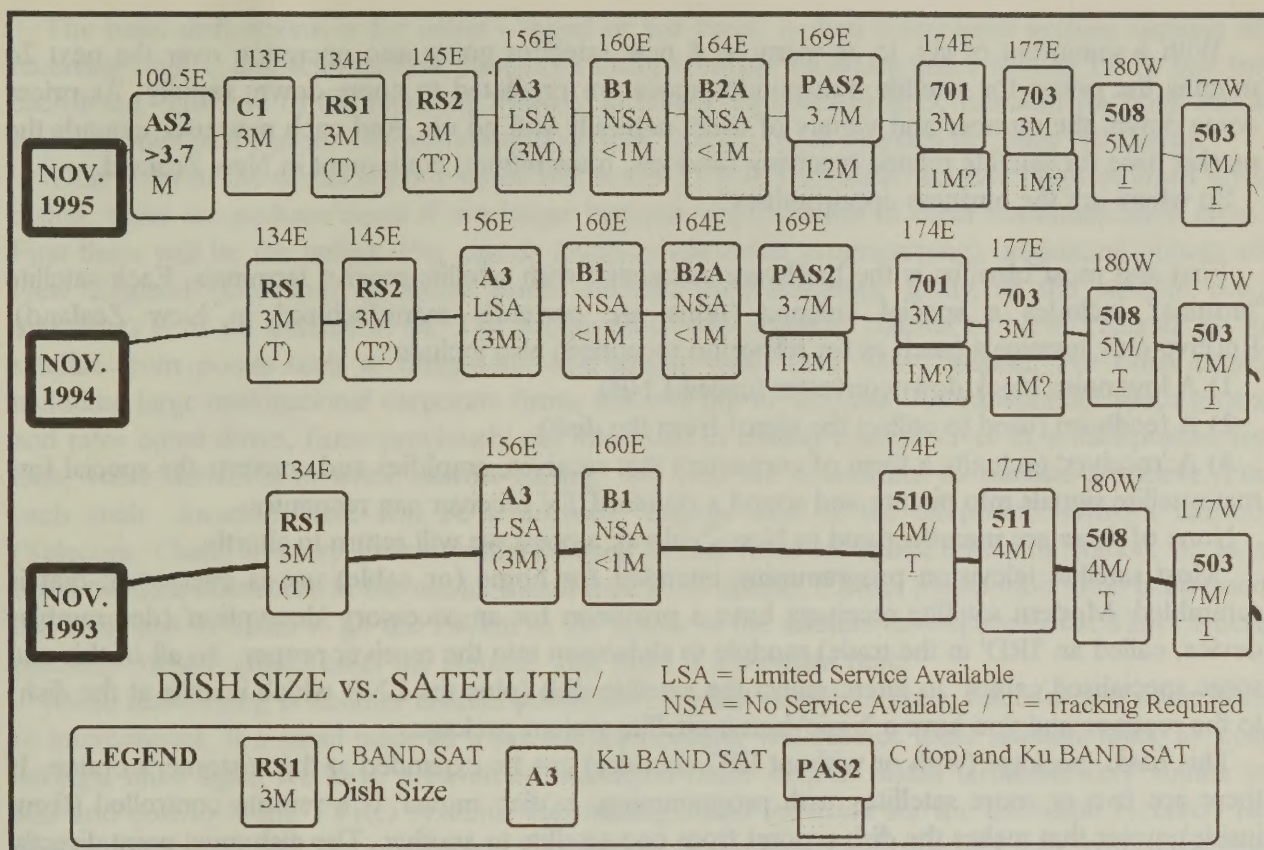 100.5E 113E 134E 145E 156E 160E 164E 169E 174E 177E 180W 177W
NOV.
1995
AS2
>3.7
M
C1
3M
RS1
3M
(T)
RS2
3M
(T?)
A3
LSA
(3M)
B1
NSA
<1M
B2A
NSA
<1M
PAS2
3.7M
1.2M
701
3M
1M?
703
3M
1M?
508
5M/
T
503
7M/
T
134E 145E 156E 160E 164E 169E 174E 177E 180W 177W
NOV.
1994
RS1
3M
(T)
RS2
3M
(T?)
A3
LSA
(3M)
B1
NSA
<1M
B2A
NSA
<1M
PAS2
3.7M
1.2M
701
3M
1M?
703
3M
1M?
508
5M/
T
503
7M/
T
134E 156E 160E 174E 177E 180W 177W
NOV.
1993
RS1
3M
(T)
A3
LSA
(3M)
B1
NSA
<1M
510
4M/
T
511
4M/
T
508
4M/
T
503
7M/
T
DISH SIZE vs. SATELLITE /
LSA = Limited Service Available
NSA = No Service Available / T = Tracking Required
LEGEND
RS1
3M
C BAND SAT
Dish Size
A3
Ku BAND SAT
PAS2
C (top) and Ku BAND SAT